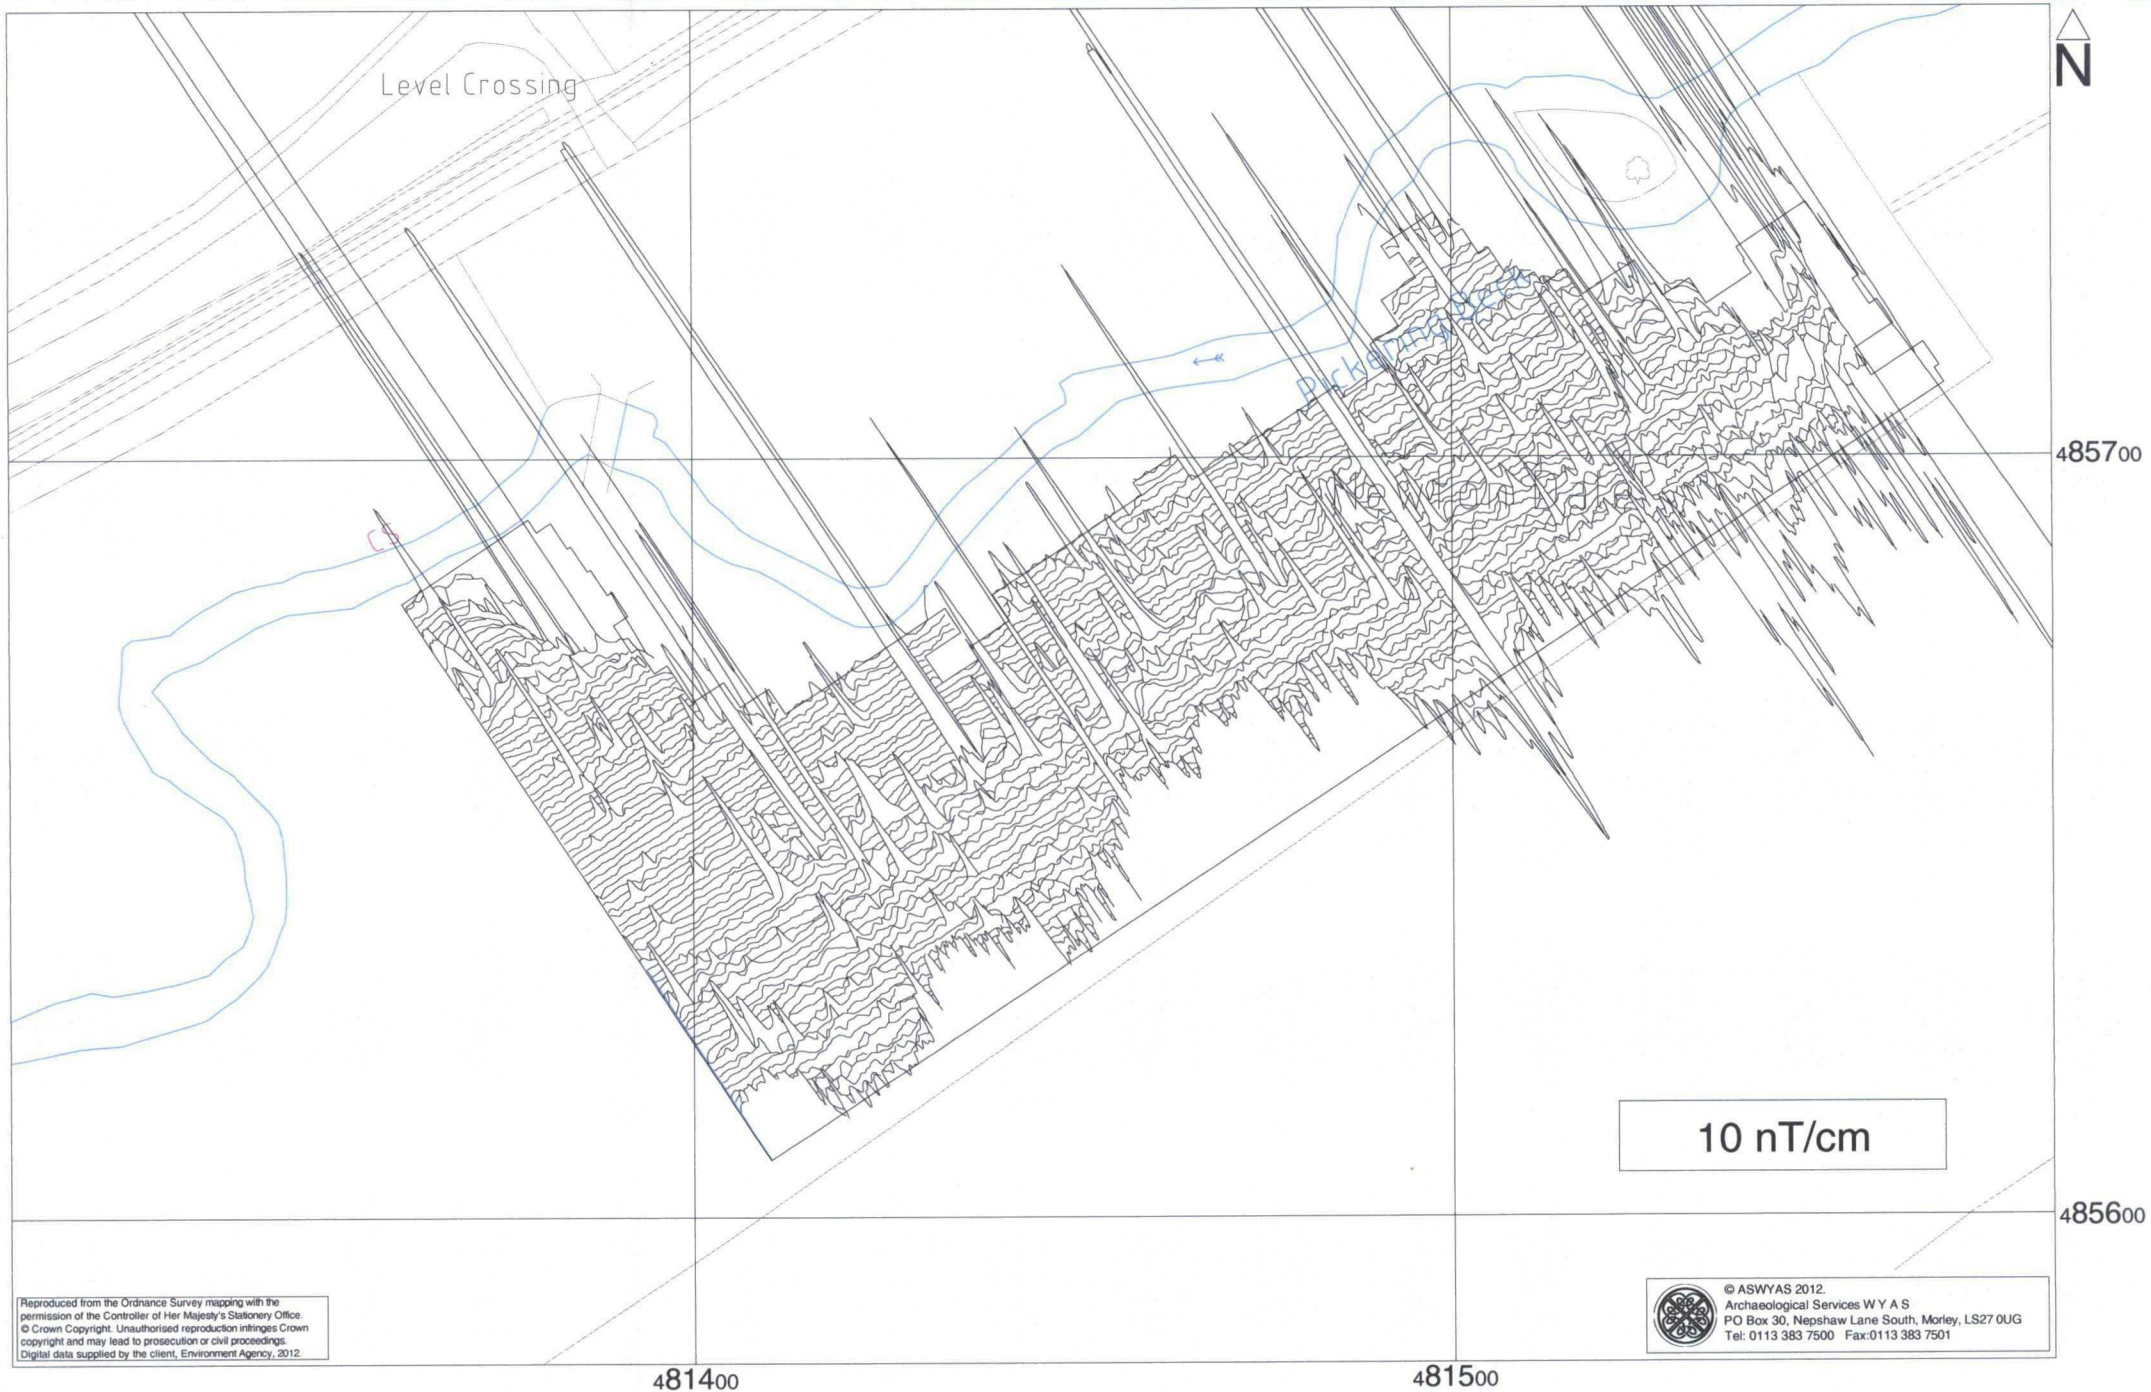 Level Crossing
N
Pickering Beck
485700
CS
10 nT/cm
485600
Reproduced from the Ordnance Survey mapping with the
permission of the Controller of Her Majesty's Stationery Office.
© Crown Copyright. Unauthorised reproduction infringes Crown
copyright and may lead to prosecution or civil proceedings.
Digital data supplied by the client, Environment Agency, 2012.
© ASWYAS 2012.
Archaeological Services W Y A S
PO Box 30, Nepshaw Lane South, Morley, LS27 0UG
Tel: 0113 383 7500 Fax:0113 383 7501
481400
481500